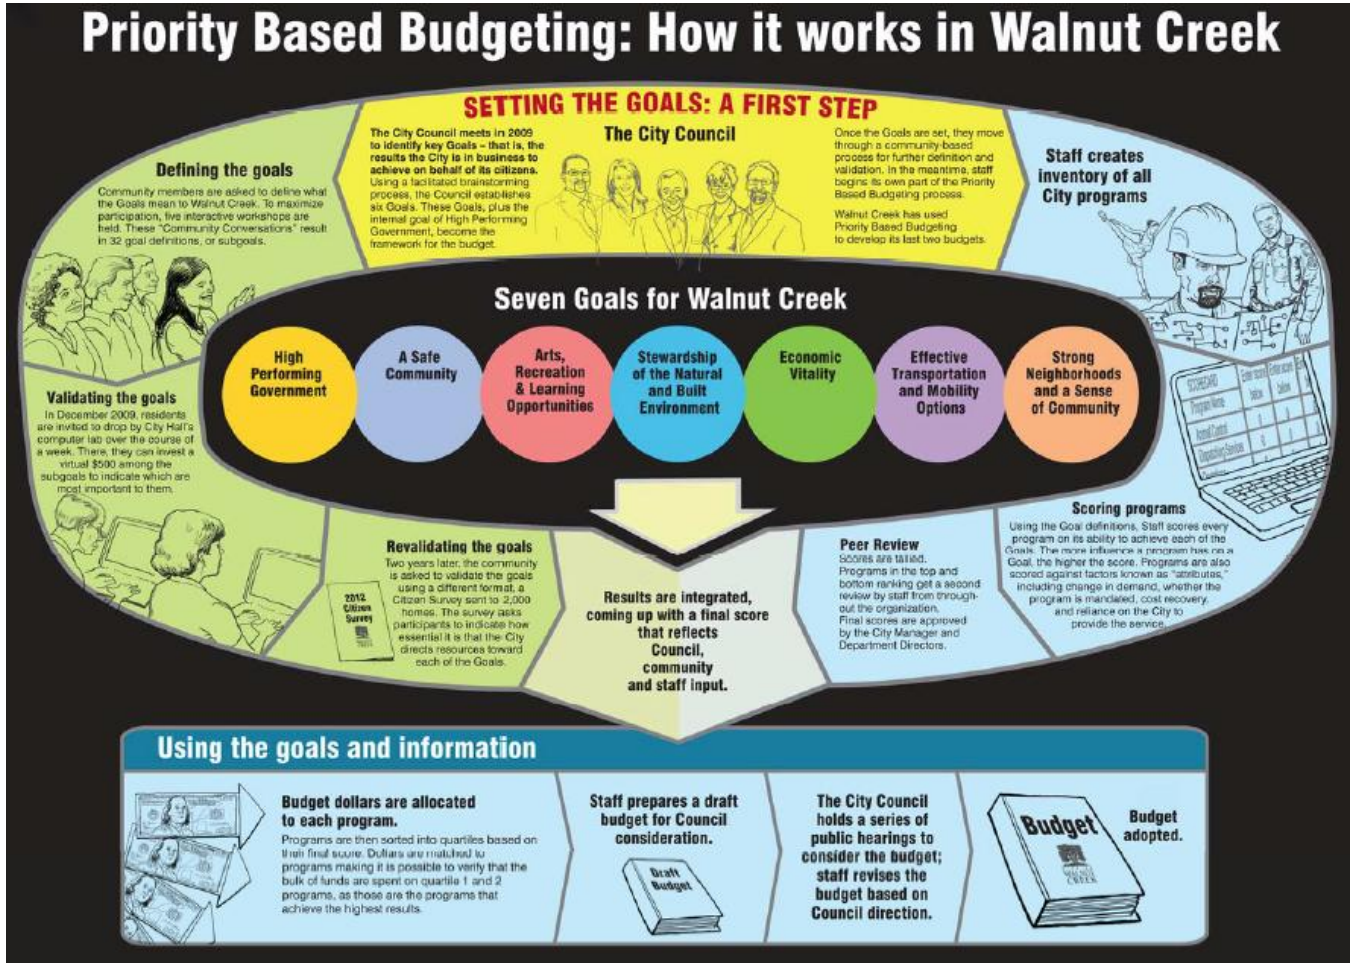 Priority Based Budgeting: How it works in Walnut Creek
SETTING THE GOALS: A FIRST STEP
The City Council meets in 2009
to identify key Goals – that is, the
results the City is in business to
achieve on behalf of its citizens.
Using a facilitated brainstorming
process, the Council establishes
six Goals. These Goals, plus the
internal goal of High Performing
Government, become the
framework for the budget.
The City Council
Once the Goals are set, they move
through a community-based
process for further definition and
validation. In the meantime, staff
begins its own part of the Priority
Based Budgeting process.
Walnut Creek has used
Priority Based Budgeting
to develop its last two budgets.
Defining the goals
Community members are asked to define what
the Goals mean to Walnut Creek. To maximize
participation, five interactive workshops are
held. These "Community Conversations" result
in 32 goal definitions, or subgoals.
Validating the goals
In December 2009, residents
are invited to drop by City Hall's
computer lab over the course of
a week. There, they can invest a
virtual $500 among the
subgoals to indicate which are
most important to them.
Revalidating the goals
Two years later, the community
is asked to validate the goals
using a different format, a
Citizen Survey sent to 2,000
homes. The survey asks
participants to indicate how
essential it is that the City
directs resources toward
each of the Goals.
2012
Citizen
Survey
Staff creates
inventory of all
City programs
SCORECARD
Program Name
Animal Control
Dispatching Services
Enter score
below
Enter score
below
0
0
Scoring programs
Using the Goal definitions, Staff scores every
program on its ability to achieve each of the
Goals. The more influence a program has on a
Goal, the higher the score. Programs are also
scored against factors known as "attributes,"
including change in demand, whether the
program is mandated, cost recovery,
and reliance on the City to
provide the service.
Peer Review
Scores are tallied.
Programs in the top and
bottom ranking get a second
review by staff from through-
out the organization.
Final scores are approved
by the City Manager and
Department Directors.
Seven Goals for Walnut Creek
High
Performing
Government
A Safe
Community
Arts,
Recreation
& Learning
Opportunities
Stewardship
of the Natural
and Built
Environment
Economic
Vitality
Effective
Transportation
and Mobility
Options
Strong
Neighborhoods
and a Sense
of Community
Results are integrated,
coming up with a final score
that reflects
Council,
community
and staff input.
Using the goals and information
Budget dollars are allocated
to each program.
Programs are then sorted into quartiles based on
their final score. Dollars are matched to
programs making it is possible to verify that the
bulk of funds are spent on quartile 1 and 2
programs, as those are the programs that
achieve the highest results.
Staff prepares a draft
budget for Council
consideration.
Draft
Budget
The City Council
holds a series of
public hearings to
consider the budget;
staff revises the
budget based on
Council direction.
Budget
WALNUT
CREEK
Budget
adopted.